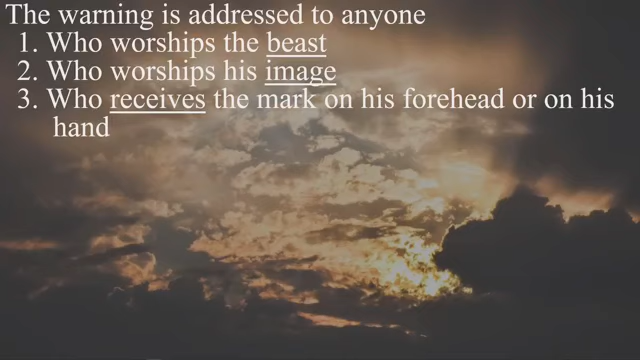 The warning is addressed to anyone
1. Who worships the beast
2. Who worships his image
3. Who receives the mark on his forehead or on his
hand